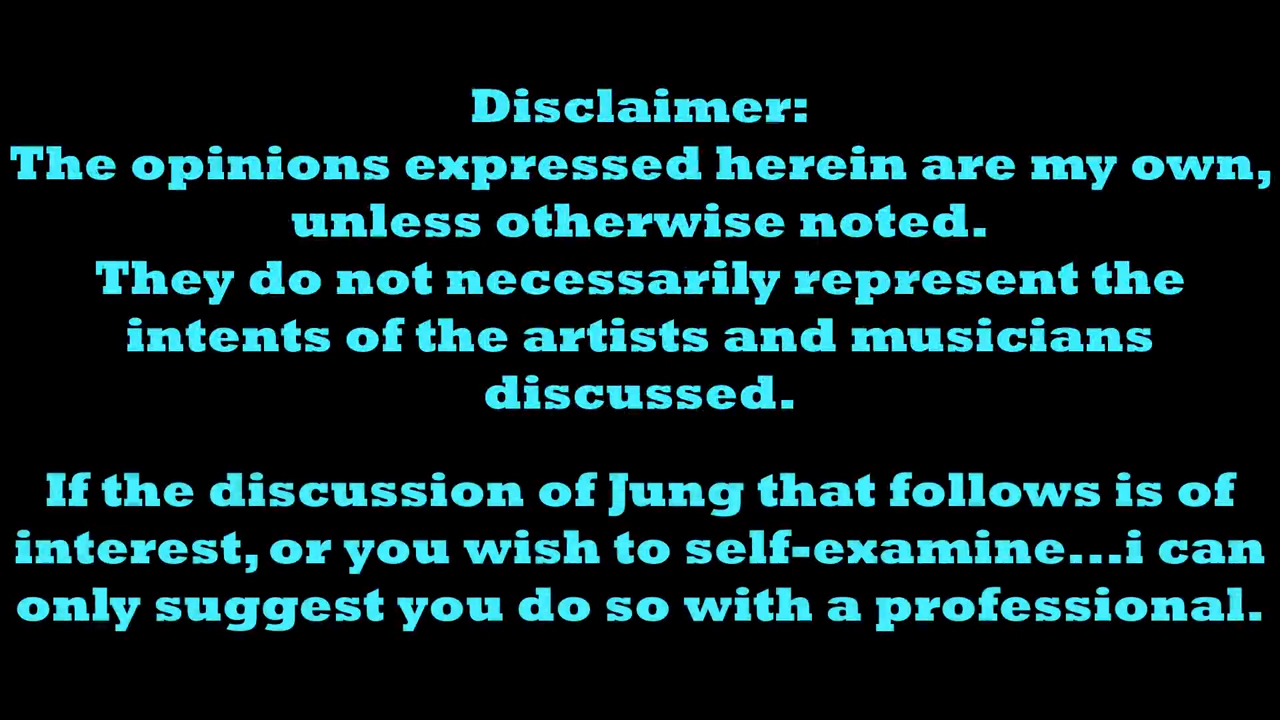 Disclaimer:
The opinions expressed herein are my own,
unless otherwise noted.
They do not necessarily represent the
intents of the artists and musicians
discussed.
If the discussion of Jung that follows is of
interest, or you wish to self-examine...i can
only suggest you do so with a professional.